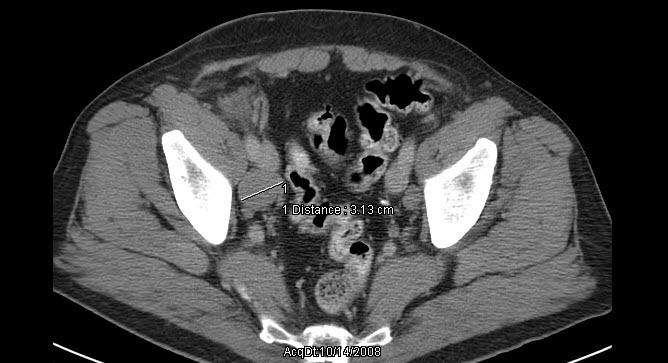 1
1 Distance : 3.13 cm
AcqDt:10/14/2008